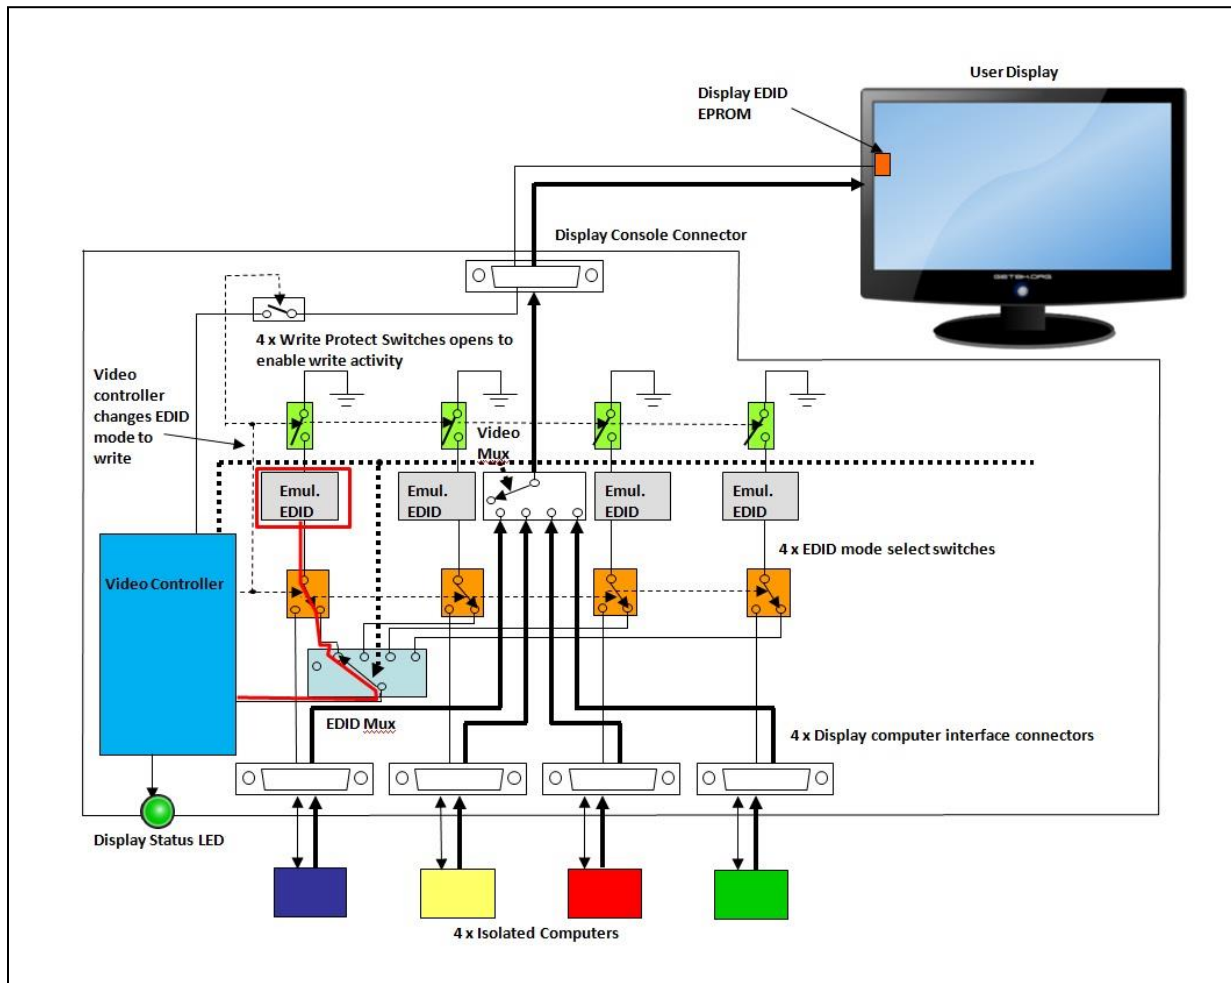 User Display
Display EDID
EPROM
GETSK.ORG
Display Console Connector
4 x Write Protect Switches opens to
enable write activity
Video
controller
changes EDID
mode to
write
Video
Mux
Emul.
EDID
Emul.
EDID
Emul.
EDID
Emul.
EDID
4 x EDID mode select switches
Video Controller
EDID Mux
4 x Display computer interface connectors
Display Status LED
4 x Isolated Computers